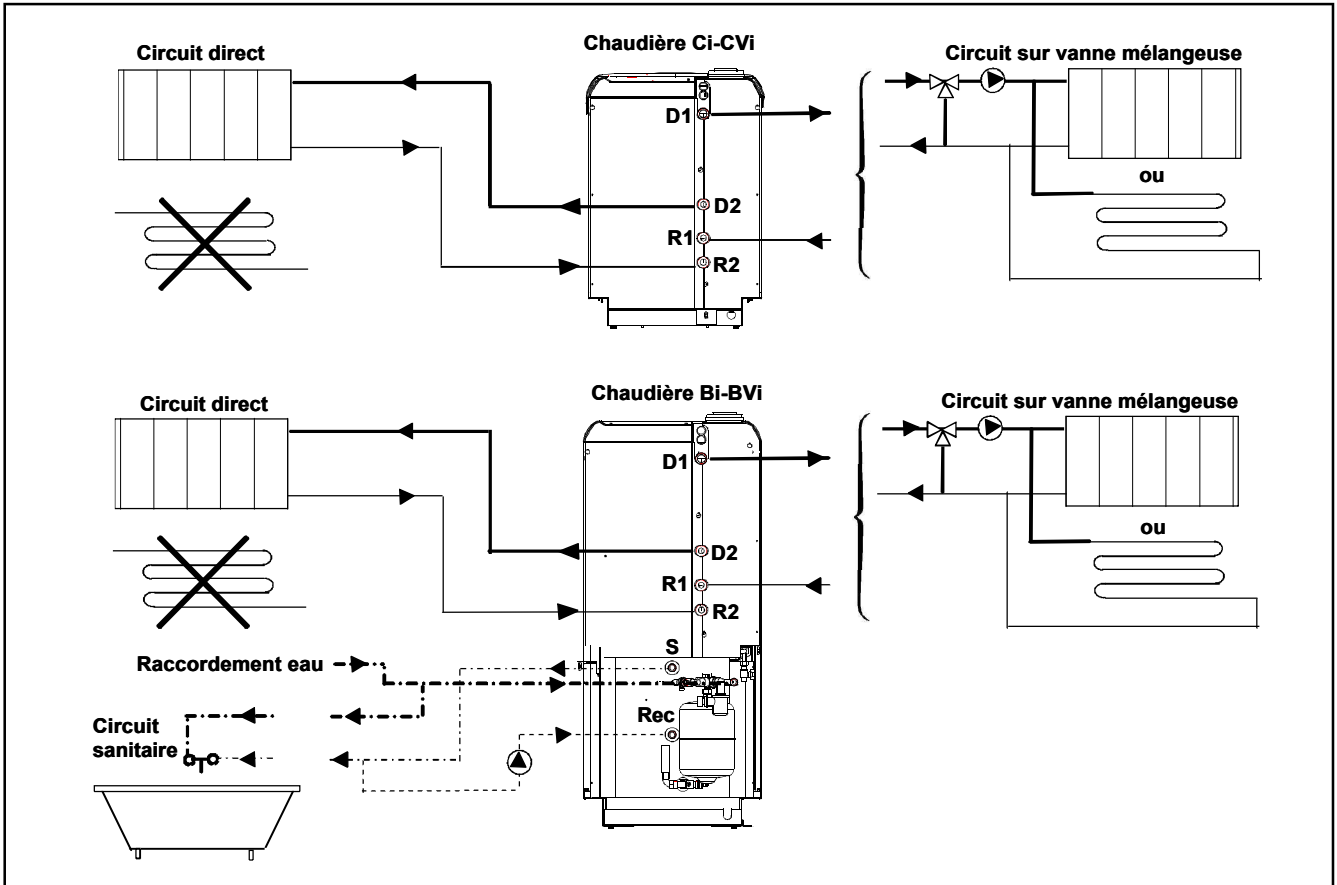 Circuit direct
Chaudière Ci-CVi
Circuit sur vanne mélangeuse
D1
D2
R1
R2
ou
Chaudière Bi-BVi
Circuit direct
Circuit sur vanne mélangeuse
D1
D2
R1
R2
ou
Raccordement eau
S
Rec
Circuit
sanitaire